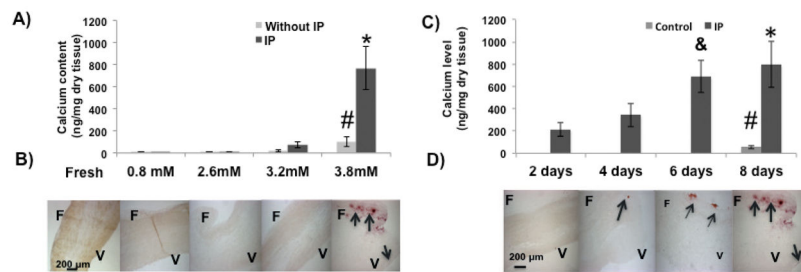 A)
Without IP
IP
Calcium content
(ng/mg dry tissue)
1200
1000
800
600
400
200
0
*
#
Fresh 0.8 mM 2.6mM 3.2mM 3.8mM
B)
F V 200 µm
F V
F
F V
F V
C)
Control IP
Calcium level
(ng/mg dry tissue)
1200
1000
800
600
400
200
0
&
*
#
2 days 4 days 6 days 8 days
D)
F 200 µm
F V
F V
F V